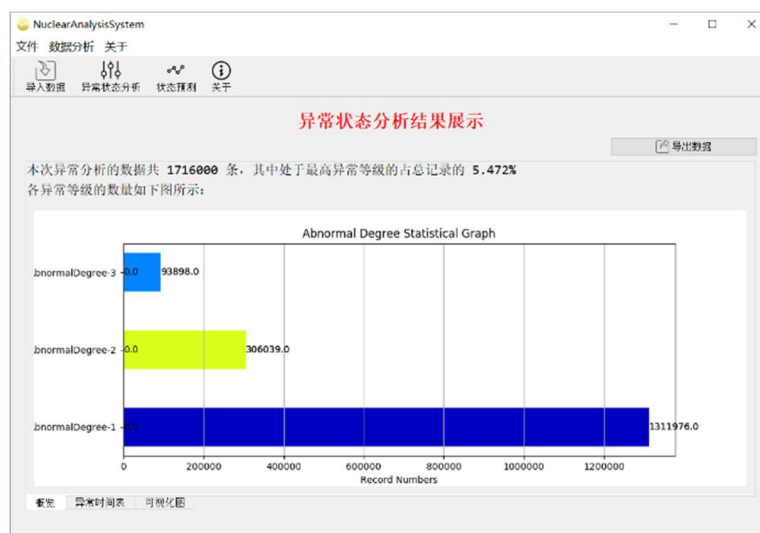 NuclearAnalysisSystem
文件 数据分析 关于
导入数据 异常状态分析 状态预测 关于
异常状态分析结果展示
导出数据
本次异常分析的数据共 1716000 条，其中处于最高异常等级的占总记录的 5.472%
各异常等级的数量如下图所示：
Abnormal Degree Statistical Graph
bnormalDegree-3 0.0 93898.0
bnormalDegree-2 0.0 306039.0
bnormalDegree-1 0.0 1311976.0
0 200000 400000 600000 800000 1000000 1200000
Record Numbers
概览 异常时间表 可视化图